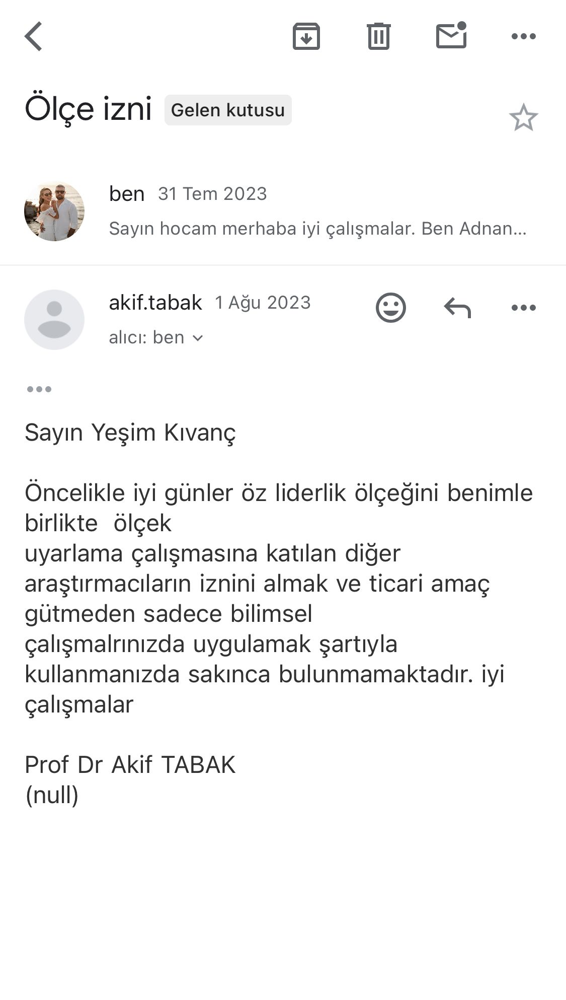 Ölçe izni Gelen kutusu
ben 31 Tem 2023
Sayın hocam merhaba iyi çalışmalar. Ben Adnan...
akif.tabak 1 Ağu 2023
alıcı: ben
Sayın Yeşim Kıvanç
Öncelikle iyi günler öz liderlik ölçeğini benimle
birlikte  ölçek
uyarlama çalışmasına katılan diğer
araştırmacıların iznini almak ve ticari amaç
gütmeden sadece bilimsel
çalışmalrınızda uygulamak şartıyla
kullanmanızda sakınca bulunmamaktadır. iyi
çalışmalar
Prof Dr Akif TABAK
(null)